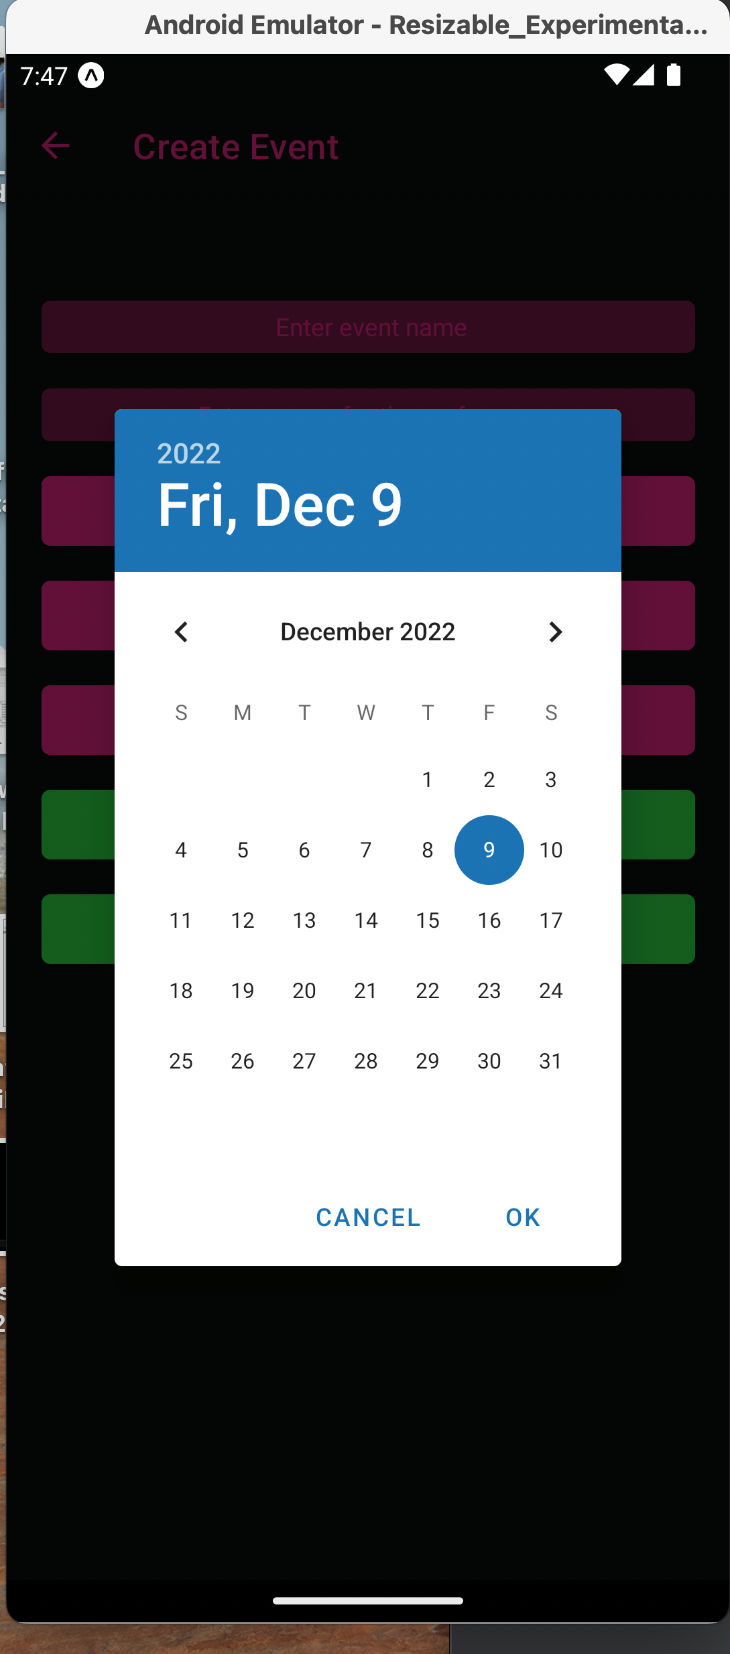 Android Emulator - Resizable_Experimenta...
7:47
Create Event
Enter event name
2022
Fri, Dec 9
December 2022
S M T W T F S
1 2 3
4 5 6 7 8 9 10
11 12 13 14 15 16 17
18 19 20 21 22 23 24
25 26 27 28 29 30 31
CANCEL OK